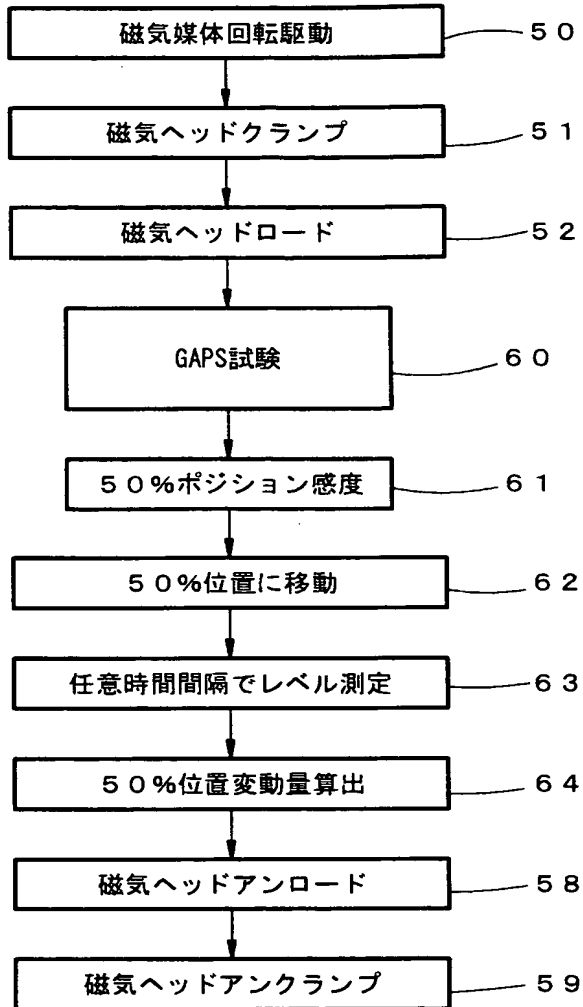 磁気媒体回転駆動 ５０
磁気ヘッドクランプ ５１
磁気ヘッドロード ５２
GAPS試験 ６０
５０％ポジション感度 ６１
５０％位置に移動 ６２
任意時間間隔でレベル測定 ６３
５０％位置変動量算出 ６４
磁気ヘッドアンロード ５８
磁気ヘッドアンクランプ ５９